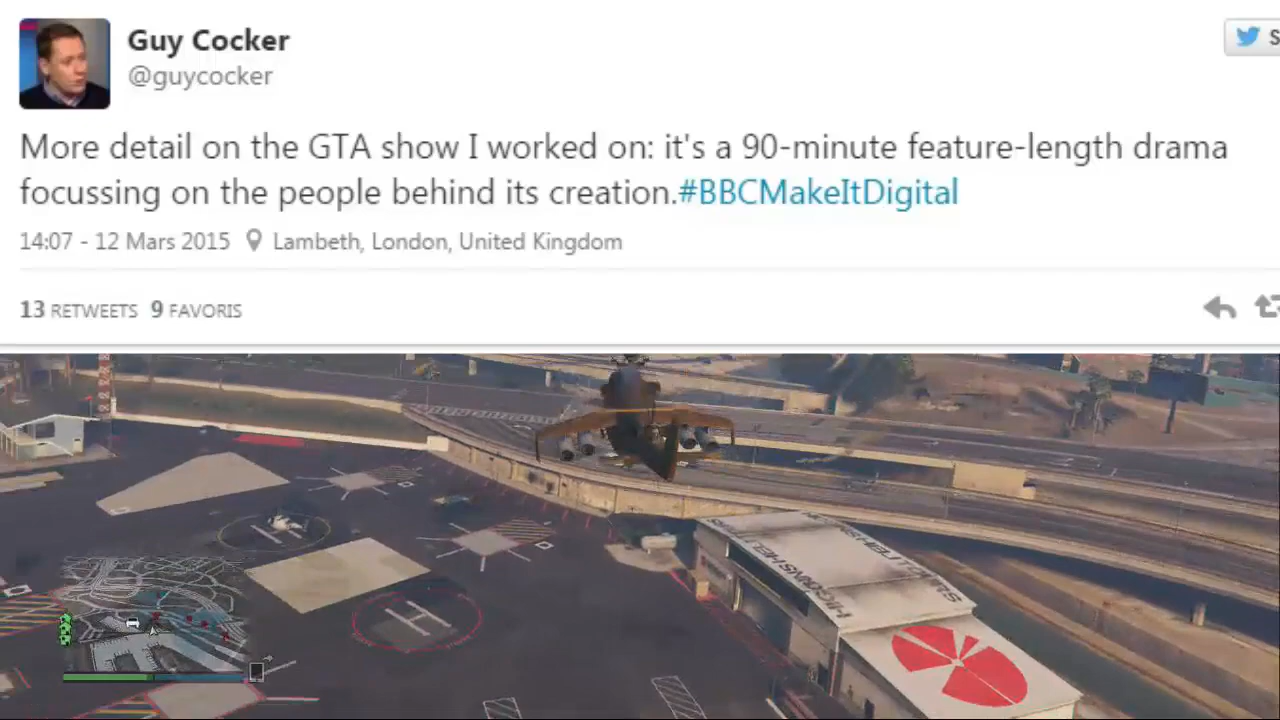 Guy Cocker
@guycocker
S
More detail on the GTA show I worked on: it's a 90-minute feature-length drama
focussing on the people behind its creation.#BBCMakeItDigital
14:07 - 12 Mars 2015 Lambeth, London, United Kingdom
13 RETWEETS 9 FAVORIS
HIGGINS HELITOURS
H